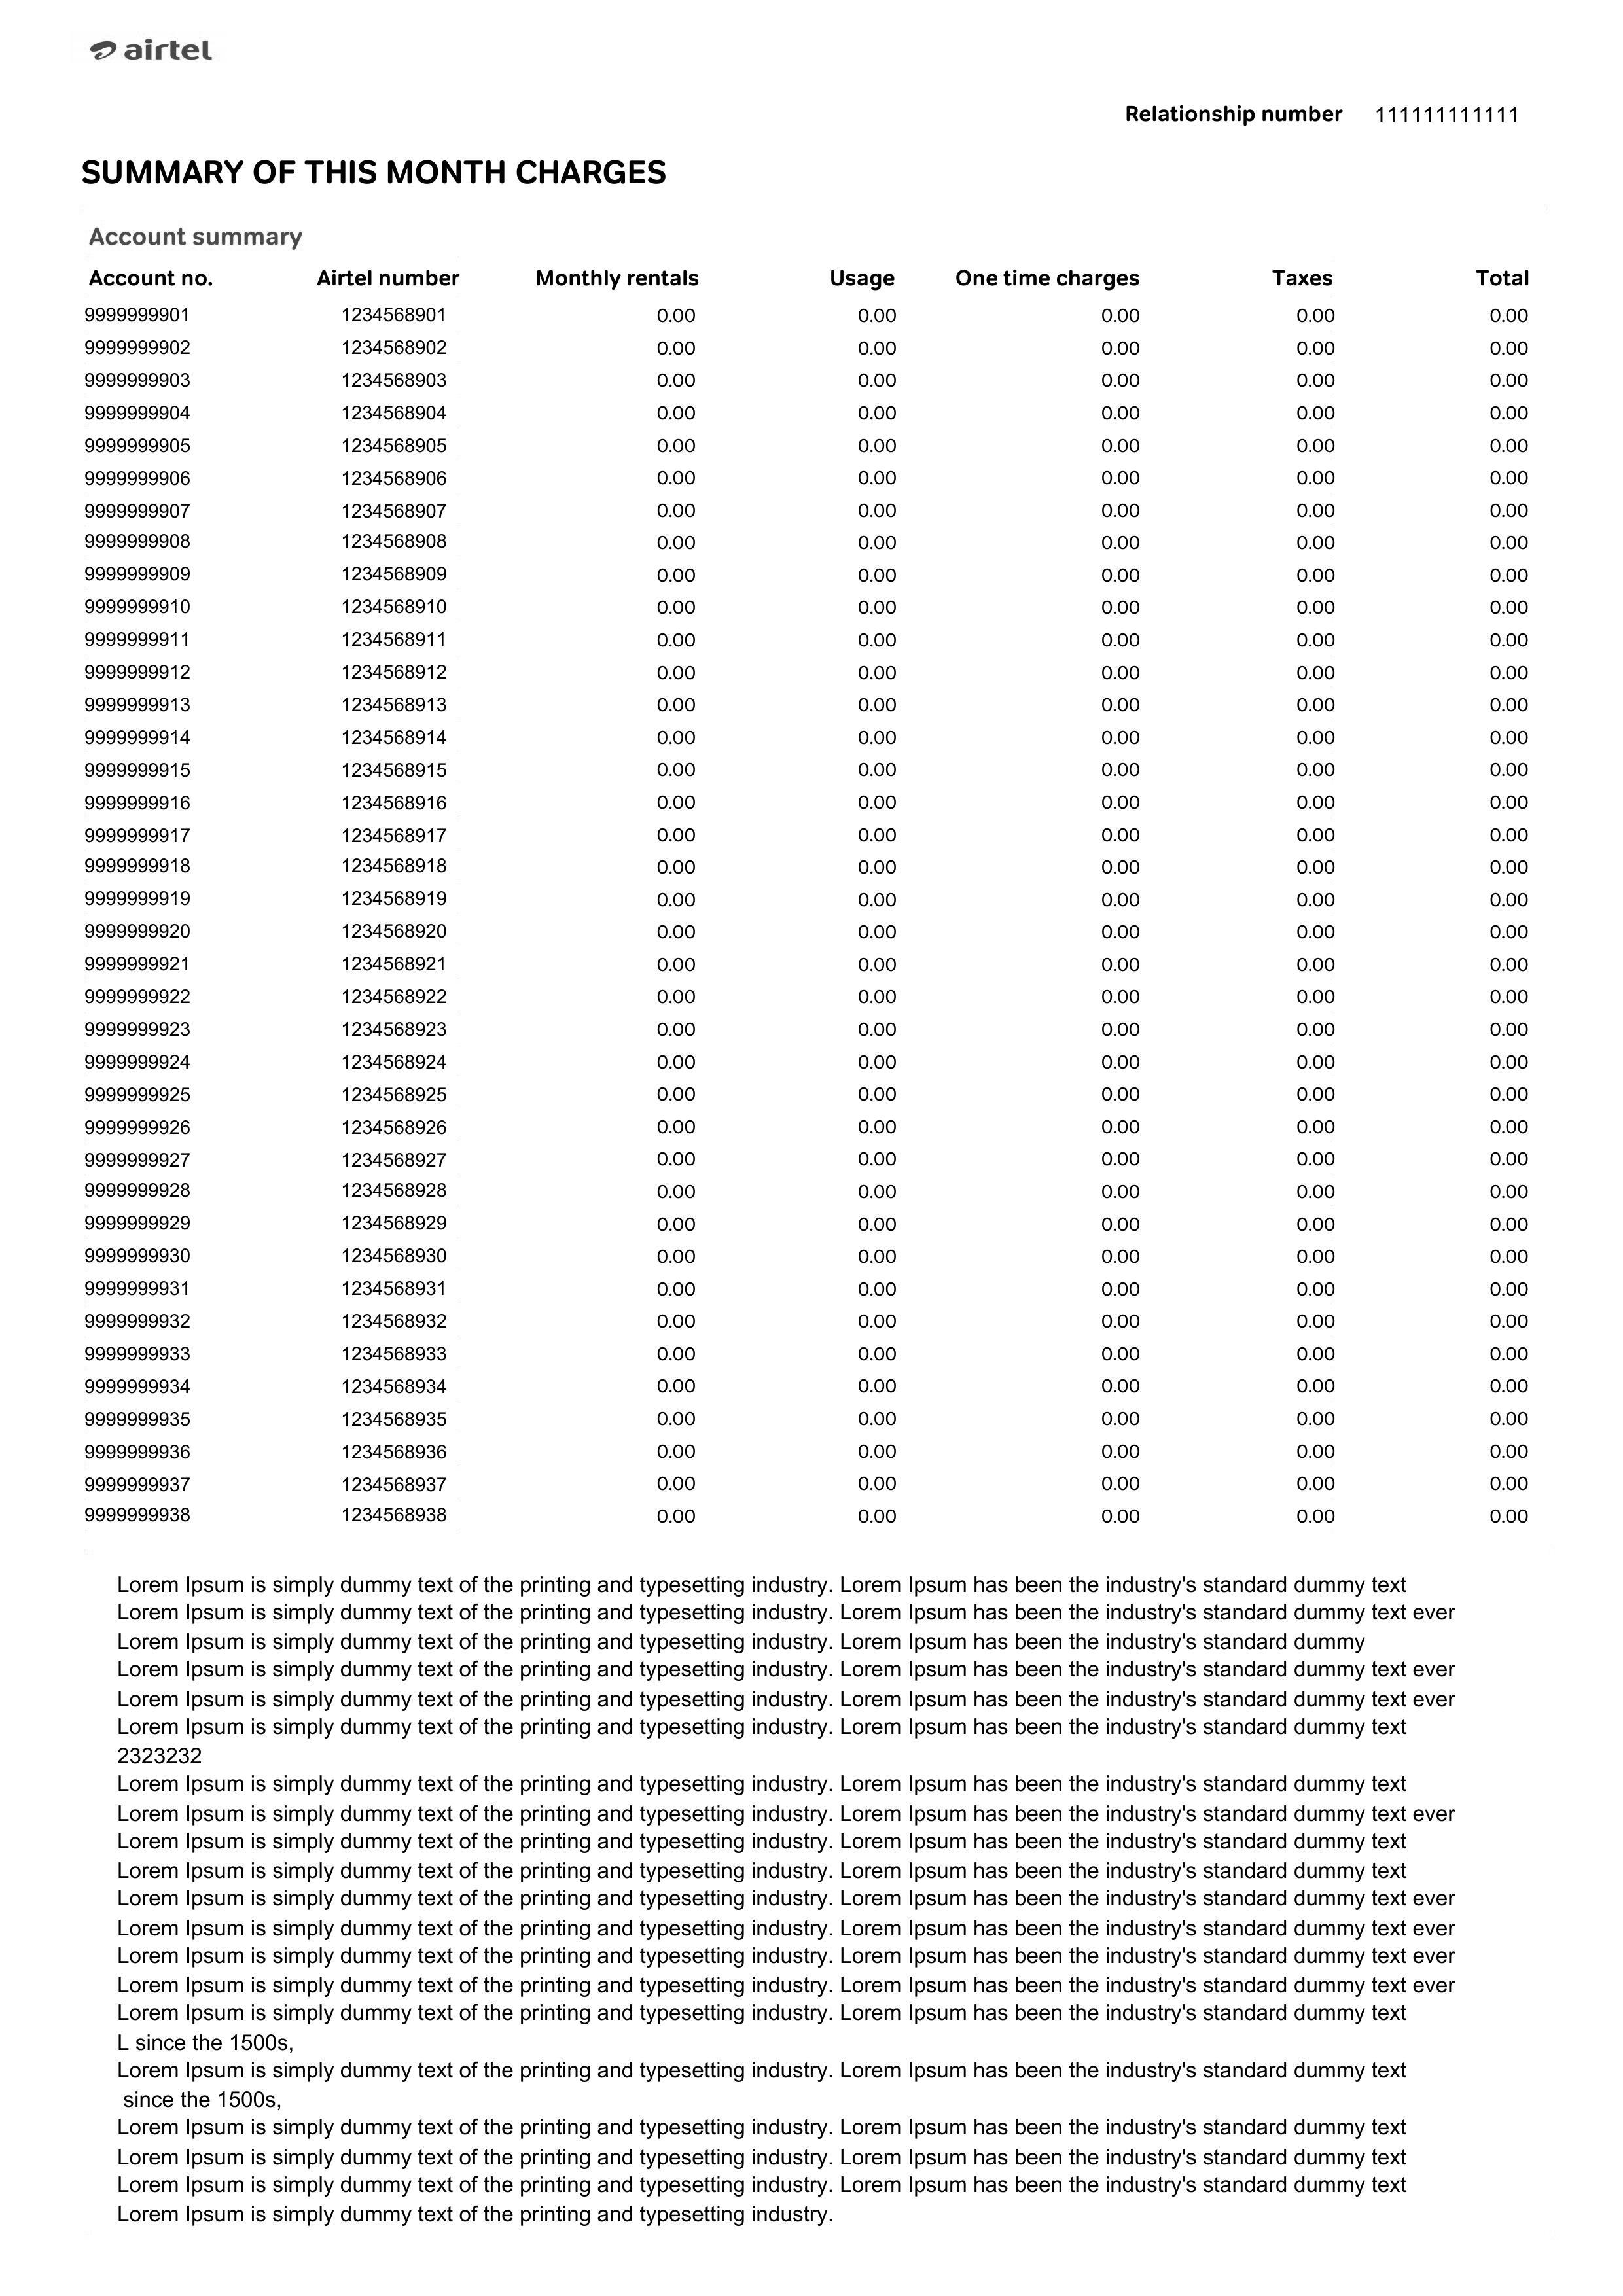 airtel
Relationship number 111111111111
SUMMARY OF THIS MONTH CHARGES
Account summary
Account no. Airtel number Monthly rentals Usage One time charges Taxes Total
9999999901 1234568901 0.00 0.00 0.00 0.00 0.00
9999999902 1234568902 0.00 0.00 0.00 0.00 0.00
9999999903 1234568903 0.00 0.00 0.00 0.00 0.00
9999999904 1234568904 0.00 0.00 0.00 0.00 0.00
9999999905 1234568905 0.00 0.00 0.00 0.00 0.00
9999999906 1234568906 0.00 0.00 0.00 0.00 0.00
9999999907 1234568907 0.00 0.00 0.00 0.00 0.00
9999999908 1234568908 0.00 0.00 0.00 0.00 0.00
9999999909 1234568909 0.00 0.00 0.00 0.00 0.00
9999999910 1234568910 0.00 0.00 0.00 0.00 0.00
9999999911 1234568911 0.00 0.00 0.00 0.00 0.00
9999999912 1234568912 0.00 0.00 0.00 0.00 0.00
9999999913 1234568913 0.00 0.00 0.00 0.00 0.00
9999999914 1234568914 0.00 0.00 0.00 0.00 0.00
9999999915 1234568915 0.00 0.00 0.00 0.00 0.00
9999999916 1234568916 0.00 0.00 0.00 0.00 0.00
9999999917 1234568917 0.00 0.00 0.00 0.00 0.00
9999999918 1234568918 0.00 0.00 0.00 0.00 0.00
9999999919 1234568919 0.00 0.00 0.00 0.00 0.00
9999999920 1234568920 0.00 0.00 0.00 0.00 0.00
9999999921 1234568921 0.00 0.00 0.00 0.00 0.00
9999999922 1234568922 0.00 0.00 0.00 0.00 0.00
9999999923 1234568923 0.00 0.00 0.00 0.00 0.00
9999999924 1234568924 0.00 0.00 0.00 0.00 0.00
9999999925 1234568925 0.00 0.00 0.00 0.00 0.00
9999999926 1234568926 0.00 0.00 0.00 0.00 0.00
9999999927 1234568927 0.00 0.00 0.00 0.00 0.00
9999999928 1234568928 0.00 0.00 0.00 0.00 0.00
9999999929 1234568929 0.00 0.00 0.00 0.00 0.00
9999999930 1234568930 0.00 0.00 0.00 0.00 0.00
9999999931 1234568931 0.00 0.00 0.00 0.00 0.00
9999999932 1234568932 0.00 0.00 0.00 0.00 0.00
9999999933 1234568933 0.00 0.00 0.00 0.00 0.00
9999999934 1234568934 0.00 0.00 0.00 0.00 0.00
9999999935 1234568935 0.00 0.00 0.00 0.00 0.00
9999999936 1234568936 0.00 0.00 0.00 0.00 0.00
9999999937 1234568937 0.00 0.00 0.00 0.00 0.00
9999999938 1234568938 0.00 0.00 0.00 0.00 0.00
Lorem Ipsum is simply dummy text of the printing and typesetting industry. Lorem Ipsum has been the industry's standard dummy text
Lorem Ipsum is simply dummy text of the printing and typesetting industry. Lorem Ipsum has been the industry's standard dummy text ever
Lorem Ipsum is simply dummy text of the printing and typesetting industry. Lorem Ipsum has been the industry's standard dummy
Lorem Ipsum is simply dummy text of the printing and typesetting industry. Lorem Ipsum has been the industry's standard dummy text ever
Lorem Ipsum is simply dummy text of the printing and typesetting industry. Lorem Ipsum has been the industry's standard dummy text ever
Lorem Ipsum is simply dummy text of the printing and typesetting industry. Lorem Ipsum has been the industry's standard dummy text
2323232
Lorem Ipsum is simply dummy text of the printing and typesetting industry. Lorem Ipsum has been the industry's standard dummy text
Lorem Ipsum is simply dummy text of the printing and typesetting industry. Lorem Ipsum has been the industry's standard dummy text ever
Lorem Ipsum is simply dummy text of the printing and typesetting industry. Lorem Ipsum has been the industry's standard dummy text
Lorem Ipsum is simply dummy text of the printing and typesetting industry. Lorem Ipsum has been the industry's standard dummy text
Lorem Ipsum is simply dummy text of the printing and typesetting industry. Lorem Ipsum has been the industry's standard dummy text ever
Lorem Ipsum is simply dummy text of the printing and typesetting industry. Lorem Ipsum has been the industry's standard dummy text ever
Lorem Ipsum is simply dummy text of the printing and typesetting industry. Lorem Ipsum has been the industry's standard dummy text ever
Lorem Ipsum is simply dummy text of the printing and typesetting industry. Lorem Ipsum has been the industry's standard dummy text ever
Lorem Ipsum is simply dummy text of the printing and typesetting industry. Lorem Ipsum has been the industry's standard dummy text
L since the 1500s,
Lorem Ipsum is simply dummy text of the printing and typesetting industry. Lorem Ipsum has been the industry's standard dummy text
since the 1500s,
Lorem Ipsum is simply dummy text of the printing and typesetting industry. Lorem Ipsum has been the industry's standard dummy text
Lorem Ipsum is simply dummy text of the printing and typesetting industry. Lorem Ipsum has been the industry's standard dummy text
Lorem Ipsum is simply dummy text of the printing and typesetting industry. Lorem Ipsum has been the industry's standard dummy text
Lorem Ipsum is simply dummy text of the printing and typesetting industry.